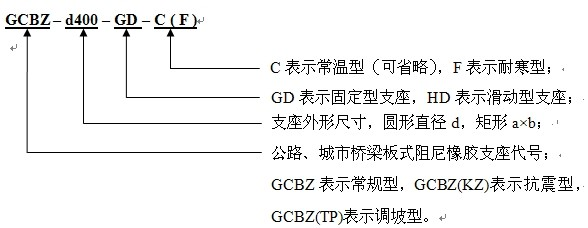 GCBZ–d400–GD–C（F）
C 表示常温型（可省略），F 表示耐寒型；
GD 表示固定型支座，HD 表示滑动型支座；
支座外形尺寸，圆形直径 d，矩形 a×b；
公路、城市桥梁板式阻尼橡胶支座代号；
GCBZ 表示常规型，GCBZ(KZ)表示抗震型，
GCBZ(TP)表示调坡型。